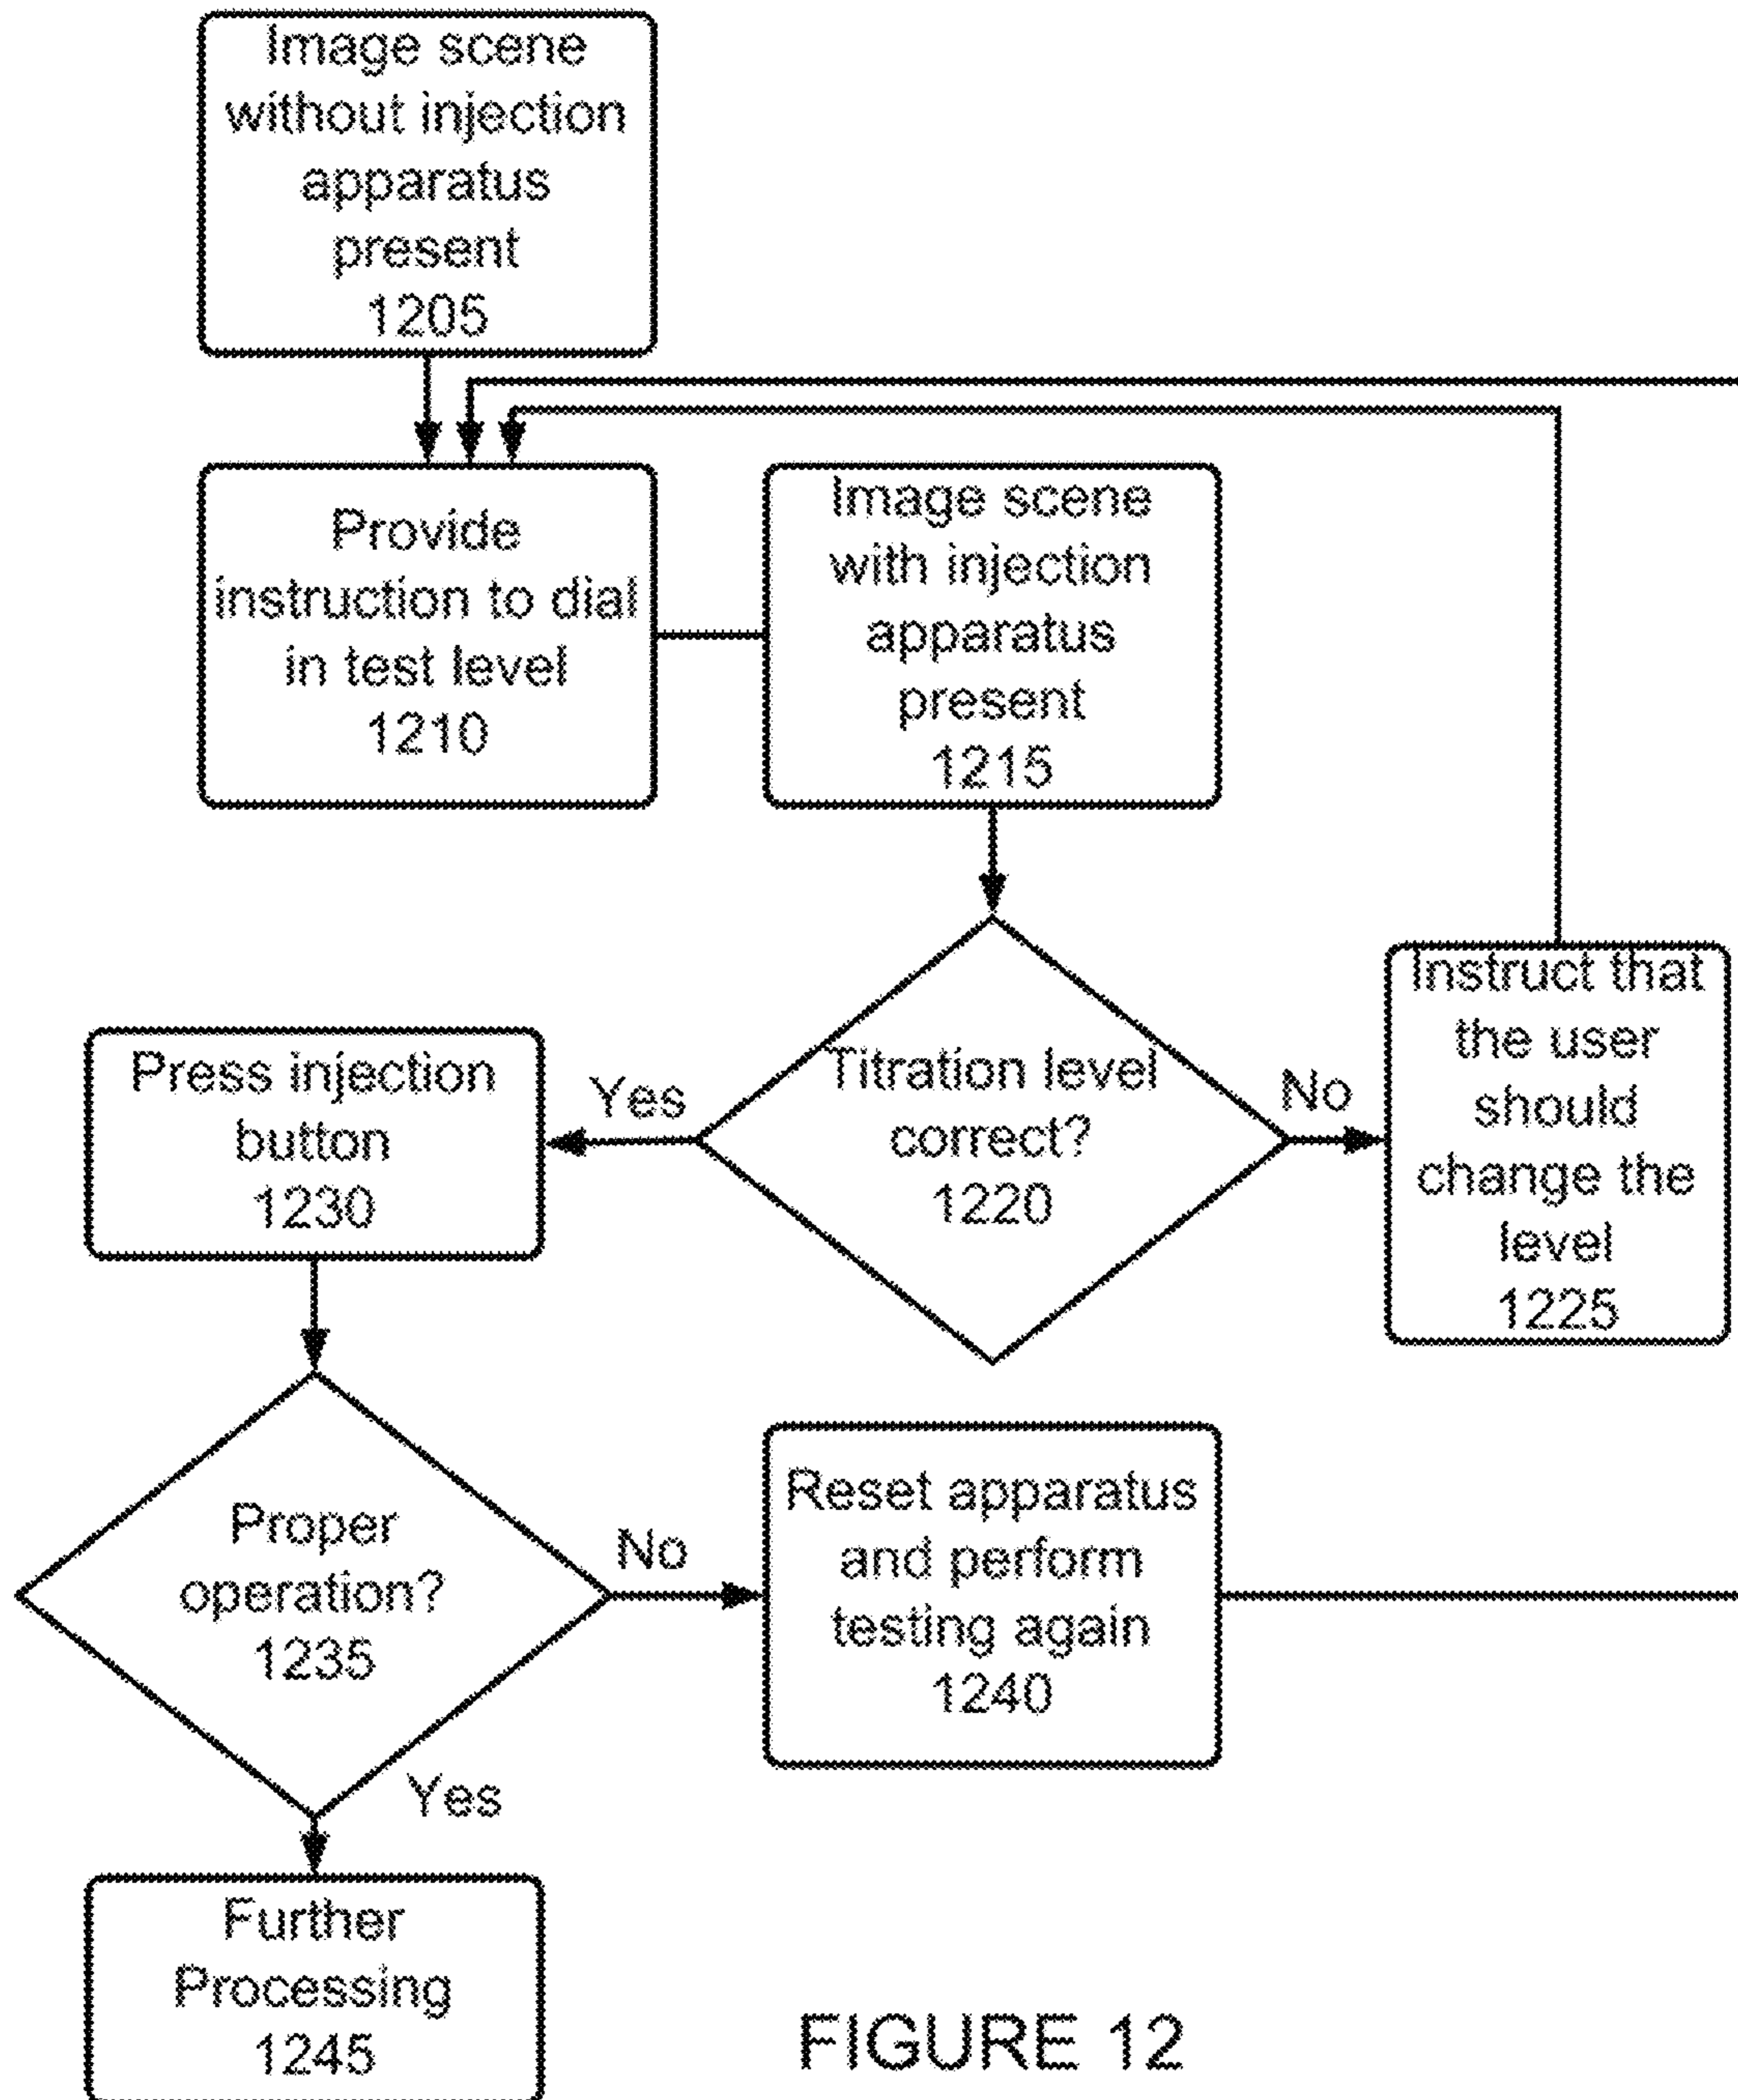 Image scene
without injection
apparatus
present
1205
Provide
instruction to dial
in test level
1210
Image scene
with injection
apparatus
present
1215
Titration level
correct?
1220
Yes
No
Instruct that
the user
should
change the
level
1225
Press injection
button
1230
Proper
operation?
1235
No
Yes
Reset apparatus
and perform
testing again
1240
Further
Processing
1245
FIGURE 12